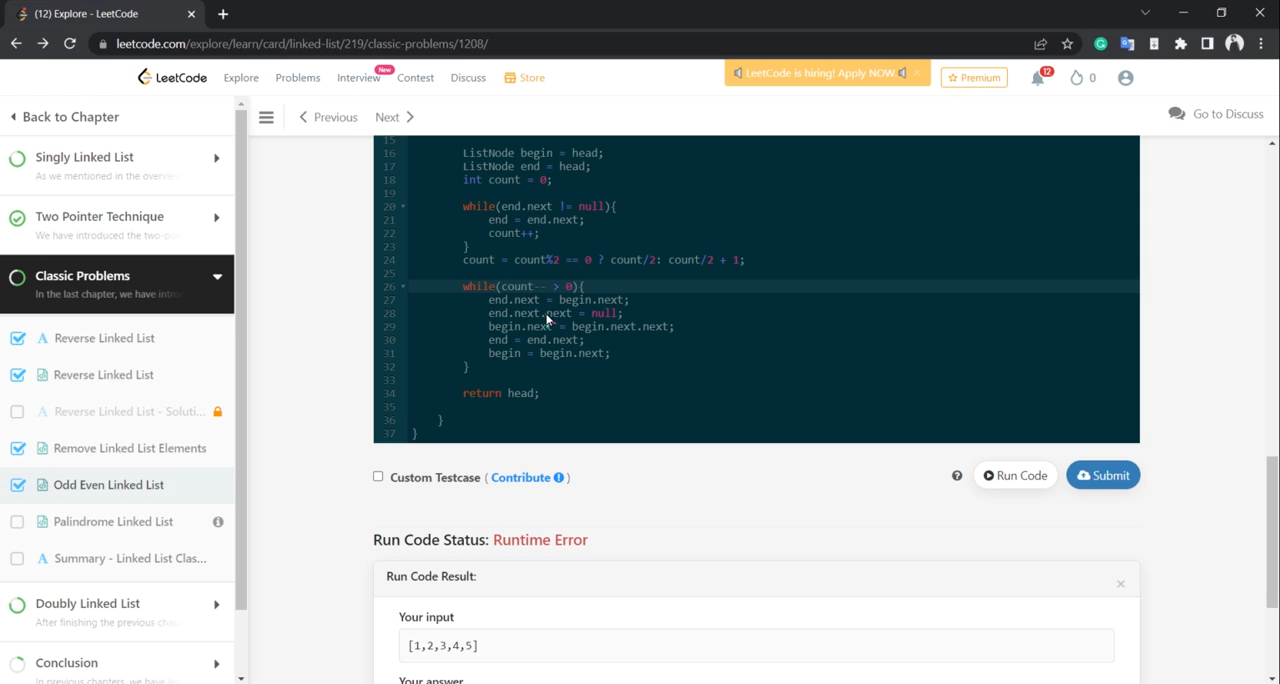 (12) Explore - LeetCode
leetcode.com/explore/learn/card/linked-list/219/classic-problems/1208/
LeetCode Explore Problems Interview New Contest Discuss Store LeetCode is hiring! Apply NOW. Premium 12 0
Back to Chapter Previous Next Go to Discuss
Singly Linked List
As we mentioned in the overview
Two Pointer Technique
We have introduced the two-po
Classic Problems
In the last chapter, we have intro
Reverse Linked List
Reverse Linked List
Reverse Linked List - Soluti...
Remove Linked List Elements
Odd Even Linked List
Palindrome Linked List
Summary - Linked List Clas...
Doubly Linked List
After finishing the previous chap
Conclusion
In previous chapters, we have le
15
16 ListNode begin = head;
17 ListNode end = head;
18 int count = 0;
19
20 while(end.next != null){
21 end = end.next;
22 count++;
23 }
24 count = count%2 == 0 ? count/2: count/2 + 1;
25
26 while(count-- > 0){
27 end.next = begin.next;
28 end.next.next = null;
29 begin.next = begin.next.next;
30 end = end.next;
31 begin = begin.next;
32 }
33
34 return head;
35
36 }
37 }
Custom Testcase ( Contribute )
Run Code Submit
Run Code Status: Runtime Error
Run Code Result:
Your input
[1,2,3,4,5]
Your answer